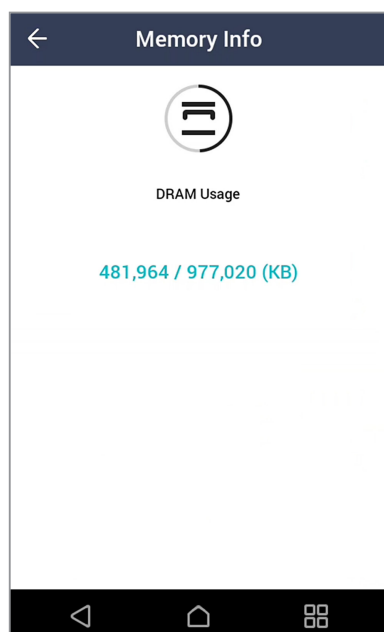 Memory Info
DRAM Usage
481,964 / 977,020 (KB)